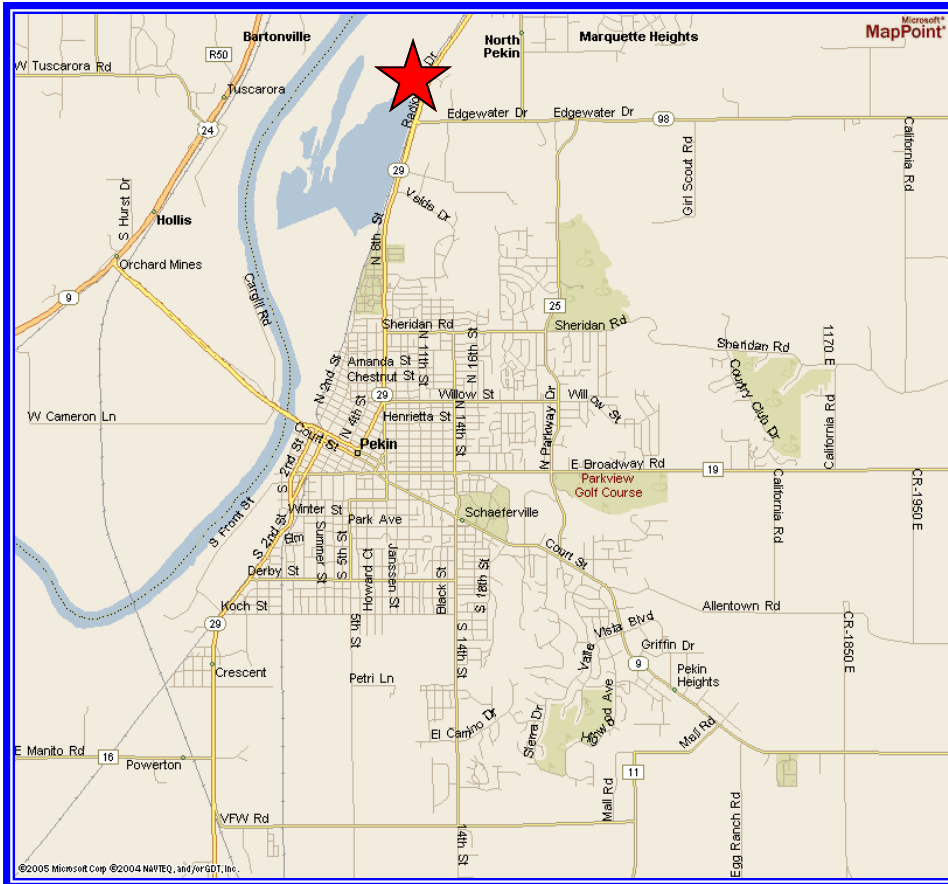 Bartonville
North
Pekin
Marquette Heights
Microsoft®
MapPoint®
R50
W Tuscarora Rd
Tuscarora
24
Edgewater Dr
Edgewater Dr
98
29
Velde Dr
Girl Scout Rd
California Rd
S Hurst Dr
Hollis
N 8th St
Orchard Mines
9
Cargill Rd
25
Sheridan Rd
Sheridan Rd
Sheridan Rd
1170 E
N 11th St
N 16th St
Amanda St
Chestnut St
N 2nd St
Country Club Dr
29
Willow St
Willow St
N 4th St
W Cameron Ln
Henrietta St
N 14th St
N Parkway Dr
California Rd
Court St
Pekin
E Broadway Rd
19
S 2nd St
Parkview
Golf Course
California Rd
CR-1950 E
S Front St
Winter St
Park Ave
Schaeferville
S 2nd St
Elm
Summer St
S 5th St
Howard Ct
Janssen St
Court St
Derby St
Black St
S 18th St
Koch St
Allentown Rd
29
5th St
S 14th St
Vista Blvd
Valle
Griffin Dr
CR-1850 E
9
Crescent
Petri Ln
Pekin
Heights
El Camino Dr
Sierra Dr
Mall Rd
E Manito Rd
16
Powerton
11
Mall Rd
Egg Ranch Rd
VFW Rd
14th St
©2005 Microsoft Corp ©2004 NAVTEQ, and/or GDT, Inc.